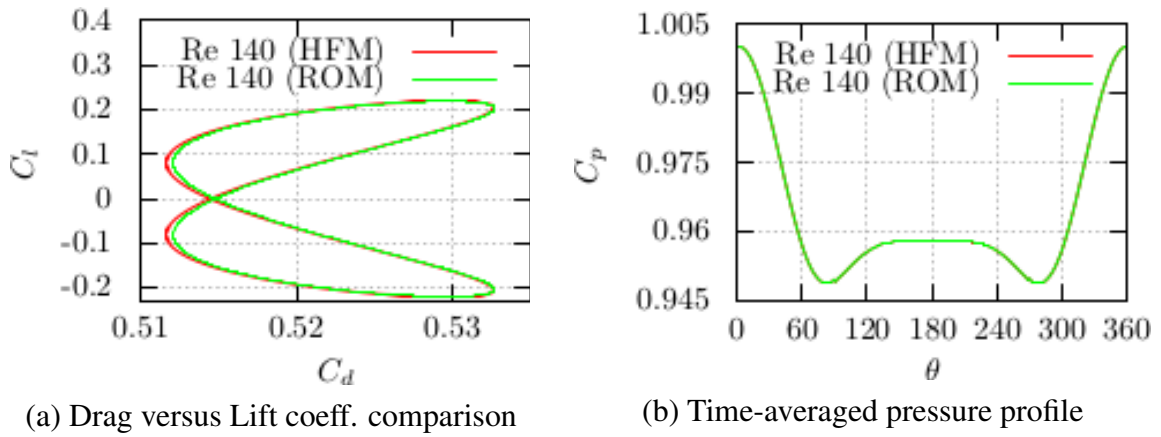 0.4
0.3
0.2
0.1
0
-0.1
-0.2
C_l
Re 140 (HFM)
Re 140 (ROM)
0.51
0.52
0.53
C_d
(a) Drag versus Lift coeff. comparison
1.005
0.99
0.975
0.96
0.945
C_p
Re 140 (HFM)
Re 140 (ROM)
0
60
120
180
240
300
360
θ
(b) Time-averaged pressure profile